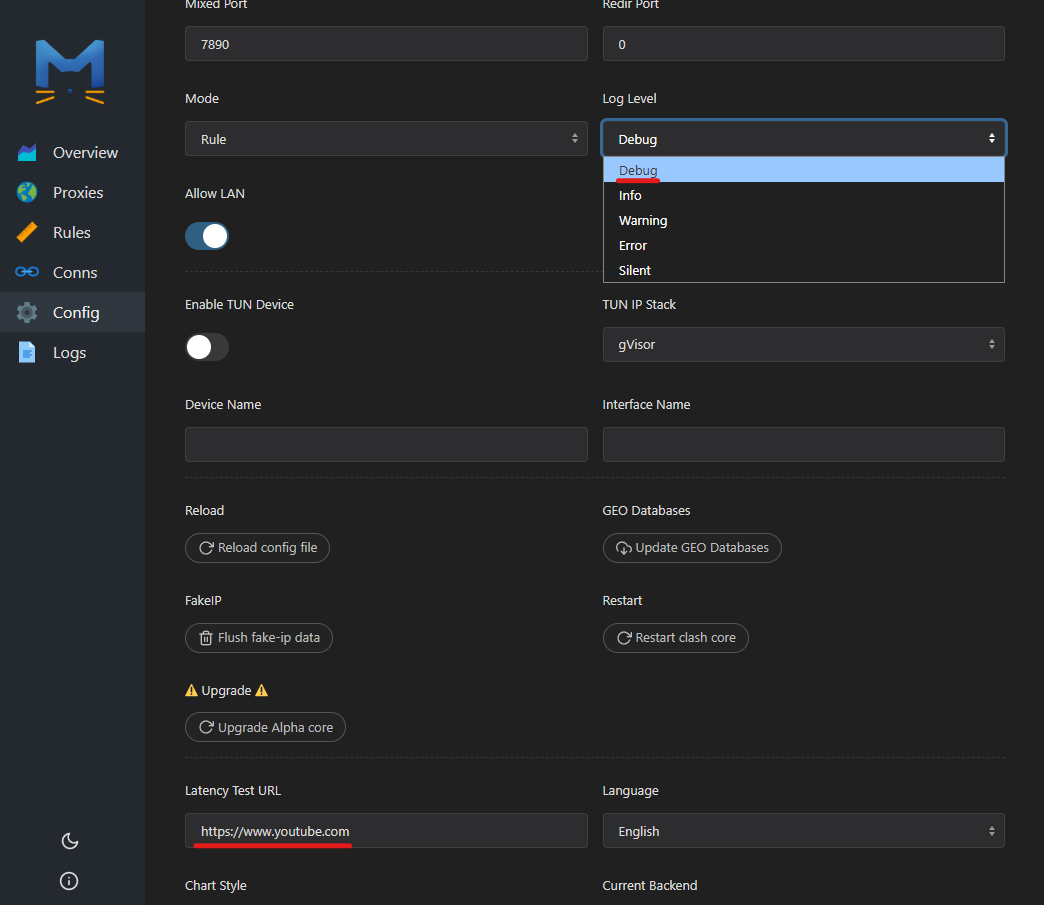 Mixed Port
Redir Port
7890
0
Mode
Log Level
Rule
Debug
Debug
Info
Warning
Error
Silent
Allow LAN
Enable TUN Device
TUN IP Stack
gVisor
Device Name
Interface Name
Reload
GEO Databases
Reload config file
Update GEO Databases
FakeIP
Restart
Flush fake-ip data
Restart clash core
⚠️ Upgrade ⚠️
Upgrade Alpha core
Latency Test URL
Language
https://www.youtube.com
English
Chart Style
Current Backend
Overview
Proxies
Rules
Conns
Config
Logs